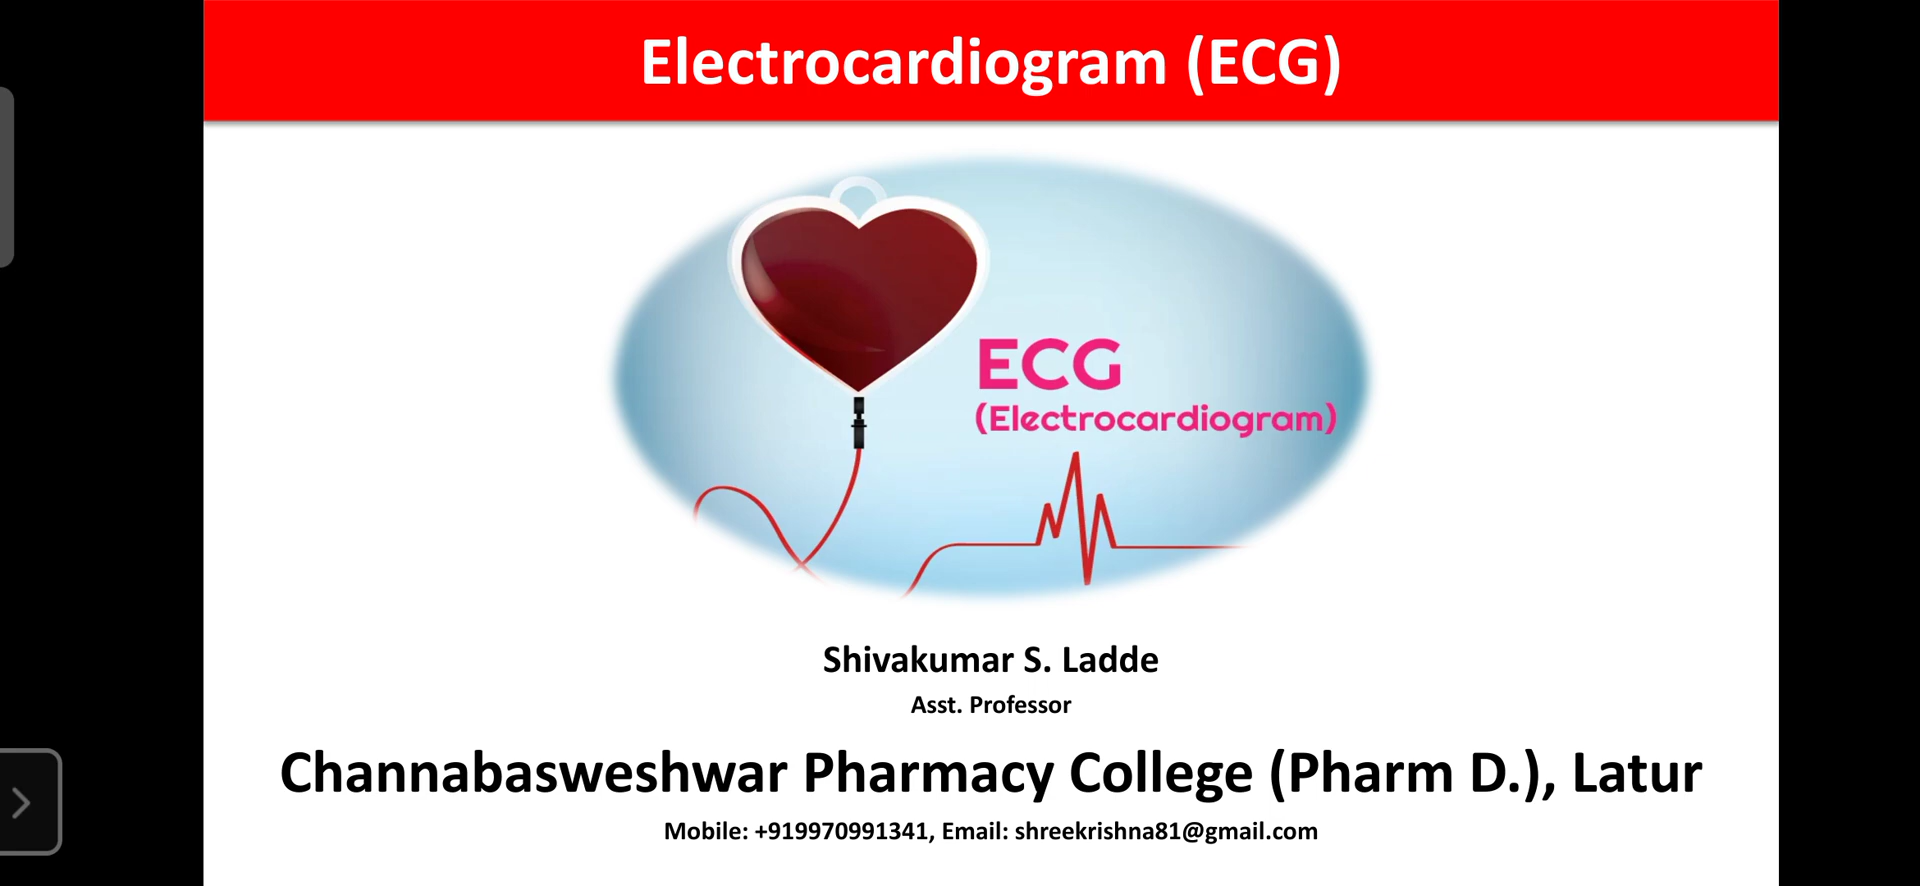 Electrocardiogram (ECG)
ECG
(Electrocardiogram)
Shivakumar S. Ladde
Asst. Professor
Channabasweshwar Pharmacy College (Pharm D.), Latur
Mobile: +919970991341, Email: shreekrishna81@gmail.com